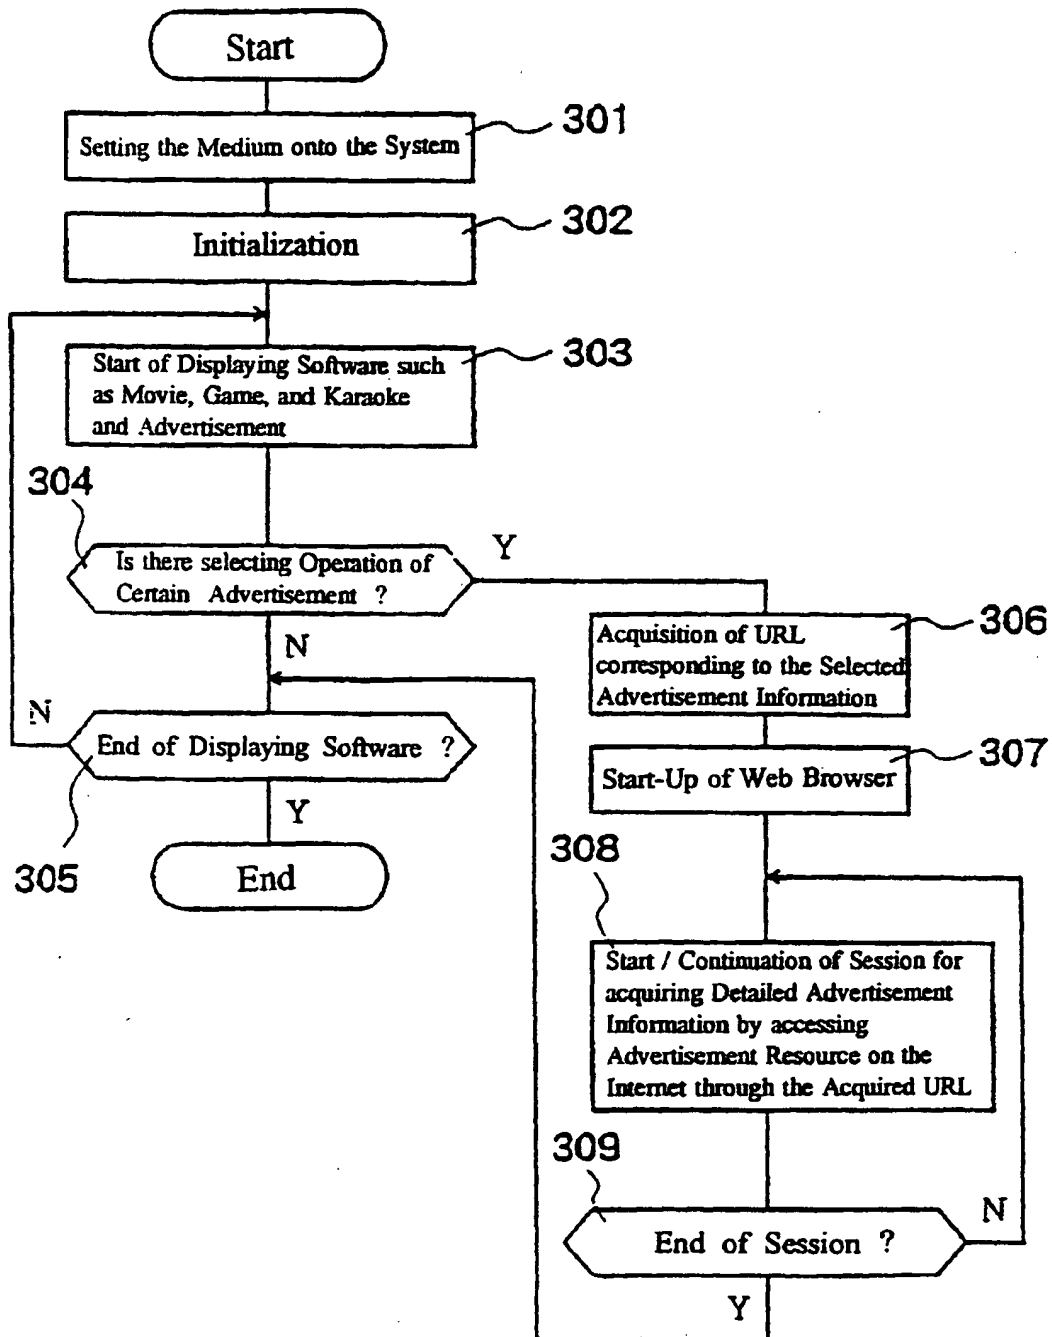 Start
301
Setting the Medium onto the System
302
Initialization
303
Start of Displaying Software such
as Movie, Game, and Karaoke
and Advertisement
304
Is there selecting Operation of
Certain Advertisement ?
Y
N
306
Acquisition of URL
corresponding to the Selected
Advertisement Information
N
End of Displaying Software ?
305
Y
End
307
Start-Up of Web Browser
308
Start / Continuation of Session for
acquiring Detailed Advertisement
Information by accessing
Advertisement Resource on the
Internet through the Acquired URL
309
End of Session ?
N
Y